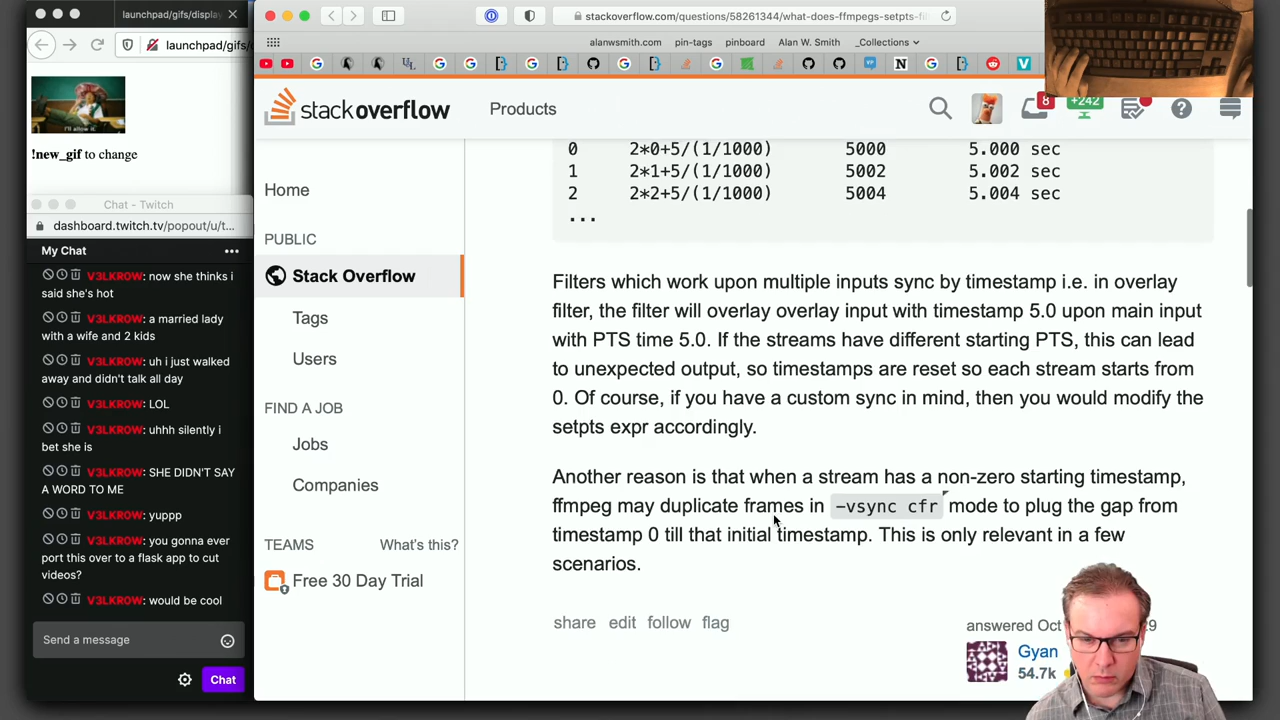 launchpad/gifs/display
launchpad/gifs/
I'll allow it.
!new_gif to change
Chat - Twitch
dashboard.twitch.tv/popout/u/t...
My Chat
V3LKR0W: now she thinks i
said she's hot
V3LKR0W: a married lady
with a wife and 2 kids
V3LKR0W: uh i just walked
away and didn't talk all day
V3LKR0W: LOL
V3LKR0W: uhhh silently i
bet she is
V3LKR0W: SHE DIDN'T SAY
A WORD TO ME
V3LKR0W: yuppp
V3LKR0W: you gonna ever
port this over to a flask app to cut
videos?
V3LKR0W: would be cool
Send a message
Chat
stackoverflow.com/questions/58261344/what-does-ffmpegs-setpts-fil
alanwsmith.com
pin-tags
pinboard
Alan W. Smith
_Collections
stackoverflow
Products
8
+242
Home
PUBLIC
Stack Overflow
Tags
Users
FIND A JOB
Jobs
Companies
TEAMS
What's this?
Free 30 Day Trial
0 2*0+5/(1/1000) 5000 5.000 sec
1 2*1+5/(1/1000) 5002 5.002 sec
2 2*2+5/(1/1000) 5004 5.004 sec
...
Filters which work upon multiple inputs sync by timestamp i.e. in overlay
filter, the filter will overlay overlay input with timestamp 5.0 upon main input
with PTS time 5.0. If the streams have different starting PTS, this can lead
to unexpected output, so timestamps are reset so each stream starts from
0. Of course, if you have a custom sync in mind, then you would modify the
setpts expr accordingly.
Another reason is that when a stream has a non-zero starting timestamp,
ffmpeg may duplicate frames in -vsync cfr mode to plug the gap from
timestamp 0 till that initial timestamp. This is only relevant in a few
scenarios.
share edit follow flag
answered Oct
Gyan
54.7k